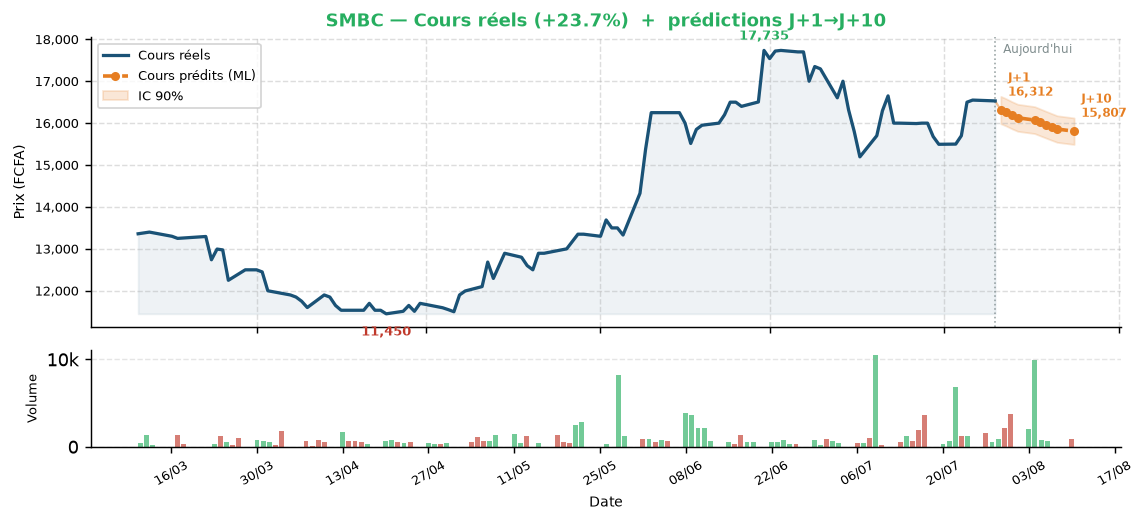 SMBC — Cours réels (+23.7%) + prédictions J+1→J+10
17,735
18,000
17,000
16,000
15,000
14,000
13,000
12,000
Prix (FCFA)
Cours réels
Cours prédits (ML)
IC 90%
Aujourd'hui
J+1
16,312
J+10
15,807
11,450
10k
0
Volume
16/03
30/03
13/04
27/04
11/05
25/05
08/06
22/06
06/07
20/07
03/08
17/08
Date